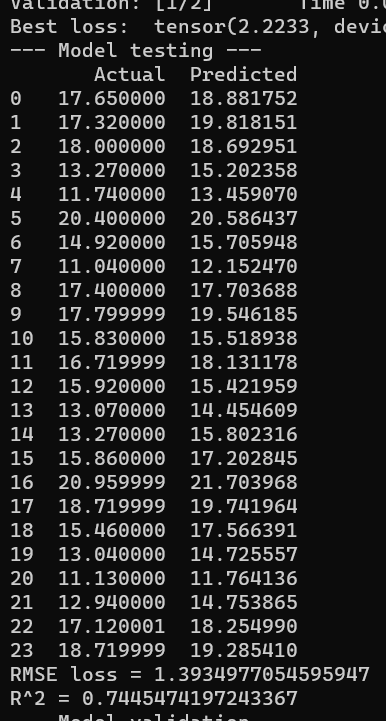 Validation: [1/2] Time 0.0
Best loss:  tensor(2.2233, devic
--- Model testing ---
Actual  Predicted
0   17.650000  18.881752
1   17.320000  19.818151
2   18.000000  18.692951
3   13.270000  15.202358
4   11.740000  13.459070
5   20.400000  20.586437
6   14.920000  15.705948
7   11.040000  12.152470
8   17.400000  17.703688
9   17.799999  19.546185
10  15.830000  15.518938
11  16.719999  18.131178
12  15.920000  15.421959
13  13.070000  14.454609
14  13.270000  15.802316
15  15.860000  17.202845
16  20.959999  21.703968
17  18.719999  19.741964
18  15.460000  17.566391
19  13.040000  14.725557
20  11.130000  11.764136
21  12.940000  14.753865
22  17.120001  18.254990
23  18.719999  19.285410
RMSE loss = 1.3934977054595947
R^2 = 0.7445474197243367
Model validation